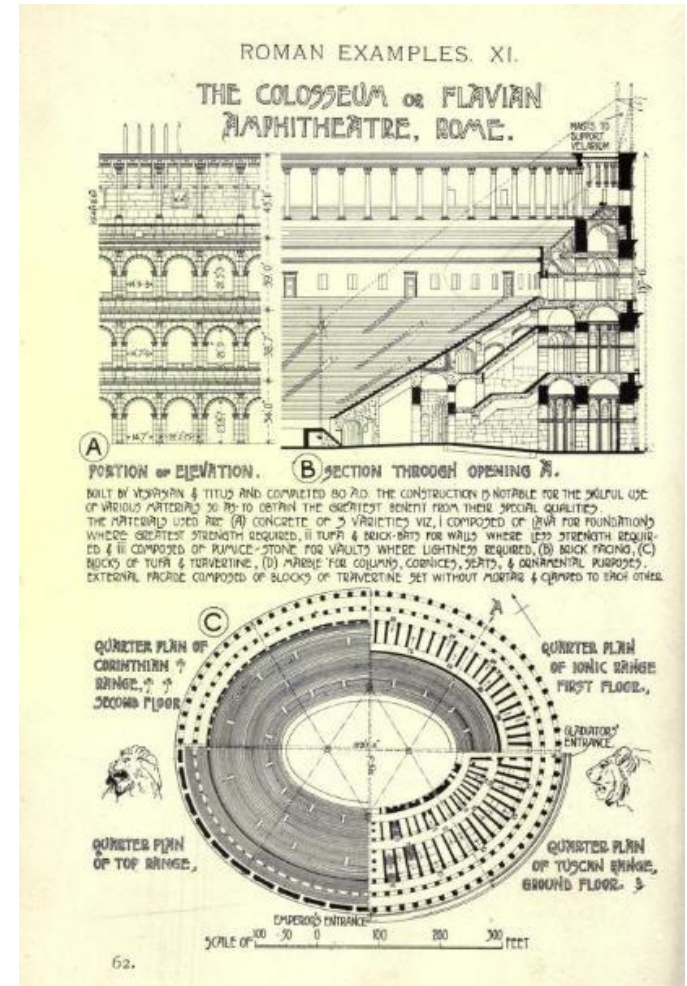 ROMAN EXAMPLES. XI.
THE COLOSSEUM OR FLAVIAN
AMPHITHEATRE, ROME.
MASTS TO
SUPPORT
VELARIUM
45.6
39.0
38.7
34.0
A
PORTION OF ELEVATION.
B SECTION THROUGH OPENING A.
BUILT BY VESPASIAN & TITUS AND COMPLETED 80 A.D. THE CONSTRUCTION IS NOTABLE FOR THE SKILFUL USE
OF VARIOUS MATERIALS SO AS TO OBTAIN THE GREATEST BENEFIT FROM THEIR SPECIAL QUALITIES.
THE MATERIALS USED ARE (A) CONCRETE OF 3 VARIETIES VIZ, I COMPOSED OF LAVA FOR FOUNDATIONS
WHERE GREATEST STRENGTH REQUIRED, II TUFA & BRICK-BATS FOR WALLS WHERE LESS STRENGTH REQUIR-
ED & III COMPOSED OF PUMICE-STONE FOR VAULTS WHERE LIGHTNESS REQUIRED, (B) BRICK FACING, (C)
BLOCKS OF TUFA & TRAVERTINE, (D) MARBLE FOR COLUMNS, CORNICES, SEATS, & ORNAMENTAL PURPOSES.
EXTERNAL FACADE COMPOSED OF BLOCKS OF TRAVERTINE SET WITHOUT MORTAR & CLAMPED TO EACH OTHER
C
A
QUARTER PLAN OF
CORINTHIAN
RANGE,
SECOND FLOOR
QUARTER PLAN
OF IONIC RANGE
FIRST FLOOR.,
GLADIATORS'
ENTRANCE
QUARTER PLAN
OF TOP RANGE,
QUARTER PLAN
OF TUSCAN RANGE,
GROUND FLOOR.
EMPEROR'S ENTRANCE
SCALE OF 100 50 0 100 200 300 FEET
62.